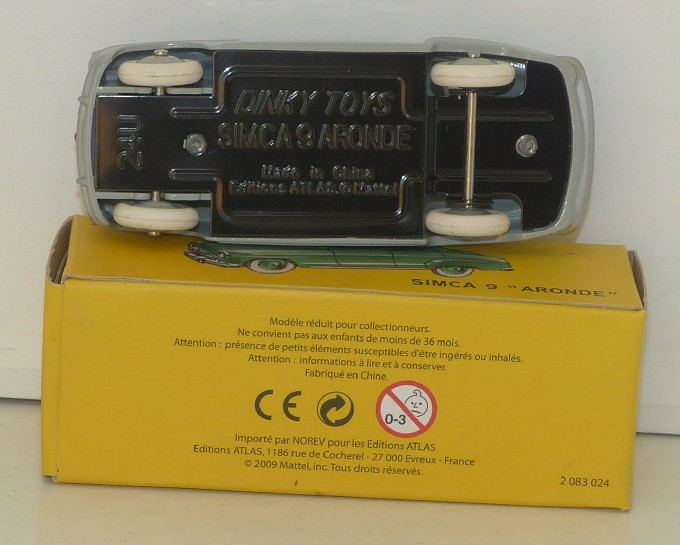 DINKY TOYS
SIMCA 9 ARONDE
24U
Made in China
Editions ATLAS, © Mattel
SIMCA 9 "ARONDE"
Modèle réduit pour collectionneurs.
Ne convient pas aux enfants de moins de 36 mois.
Attention : présence de petits éléments susceptibles d'être ingérés ou inhalés.
Attention : informations à lire et à conserver.
Fabriqué en Chine.
CE
0-3
Importé par NOREV pour les Editions ATLAS
Editions ATLAS, 1186 rue de Cocherel - 27 000 Evreux - France
© 2009 Mattel, inc. Tous droits réservés.
2 083 024